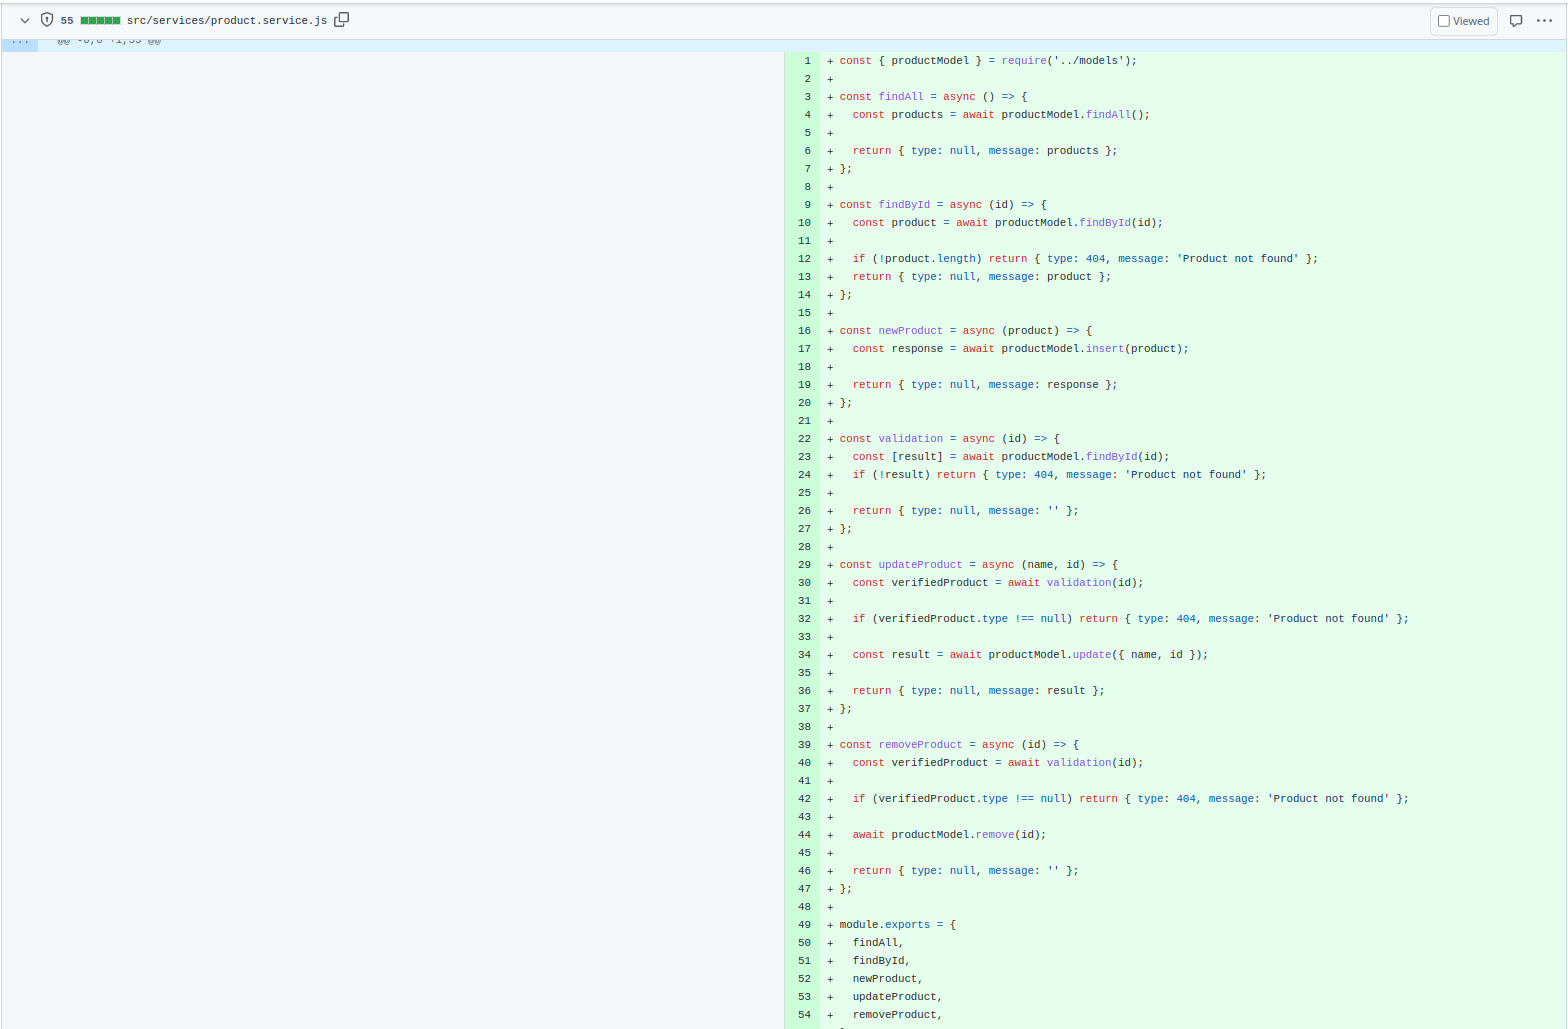 55 src/services/product.service.js Viewed
@@ -0,0 +1,55 @@
1 + const { productModel } = require('../models');
2 +
3 + const findAll = async () => {
4 +   const products = await productModel.findAll();
5 +
6 +   return { type: null, message: products };
7 + };
8 +
9 + const findById = async (id) => {
10 +   const product = await productModel.findById(id);
11 +
12 +   if (!product.length) return { type: 404, message: 'Product not found' };
13 +   return { type: null, message: product };
14 + };
15 +
16 + const newProduct = async (product) => {
17 +   const response = await productModel.insert(product);
18 +
19 +   return { type: null, message: response };
20 + };
21 +
22 + const validation = async (id) => {
23 +   const [result] = await productModel.findById(id);
24 +   if (!result) return { type: 404, message: 'Product not found' };
25 +
26 +   return { type: null, message: '' };
27 + };
28 +
29 + const updateProduct = async (name, id) => {
30 +   const verifiedProduct = await validation(id);
31 +
32 +   if (verifiedProduct.type !== null) return { type: 404, message: 'Product not found' };
33 +
34 +   const result = await productModel.update({ name, id });
35 +
36 +   return { type: null, message: result };
37 + };
38 +
39 + const removeProduct = async (id) => {
40 +   const verifiedProduct = await validation(id);
41 +
42 +   if (verifiedProduct.type !== null) return { type: 404, message: 'Product not found' };
43 +
44 +   await productModel.remove(id);
45 +
46 +   return { type: null, message: '' };
47 + };
48 +
49 + module.exports = {
50 +   findAll,
51 +   findById,
52 +   newProduct,
53 +   updateProduct,
54 +   removeProduct,